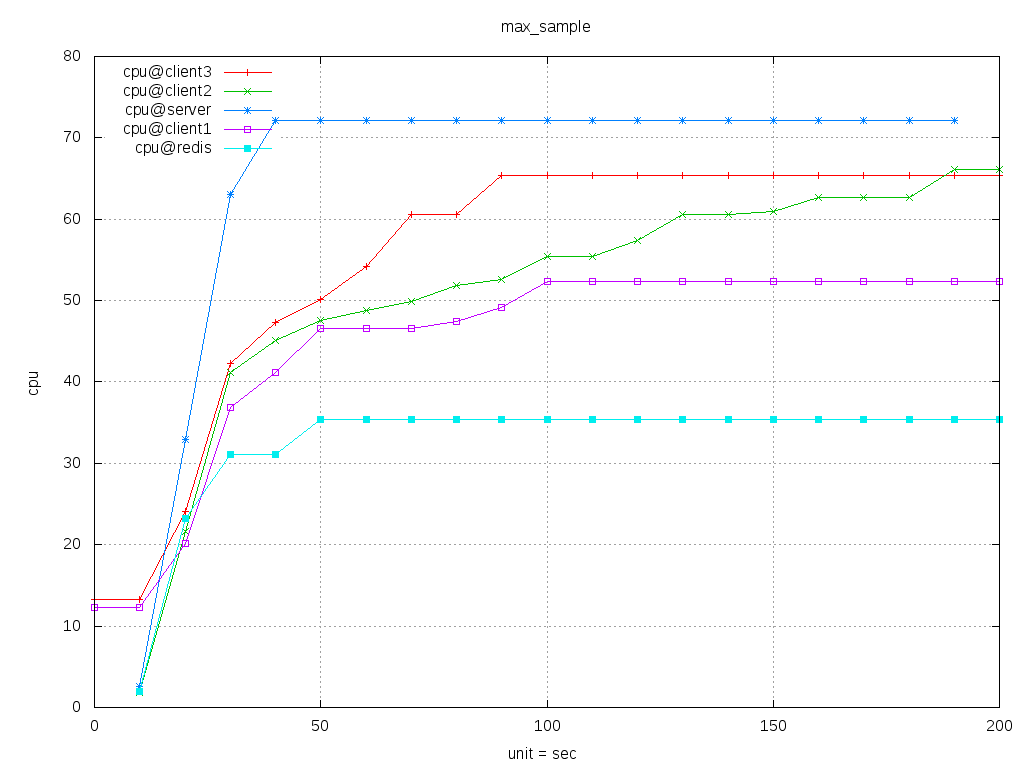 max_sample
80
70
60
50
40
30
20
10
0
cpu
cpu@client3
cpu@client2
cpu@server
cpu@client1
cpu@redis
0 50 100 150 200
unit = sec